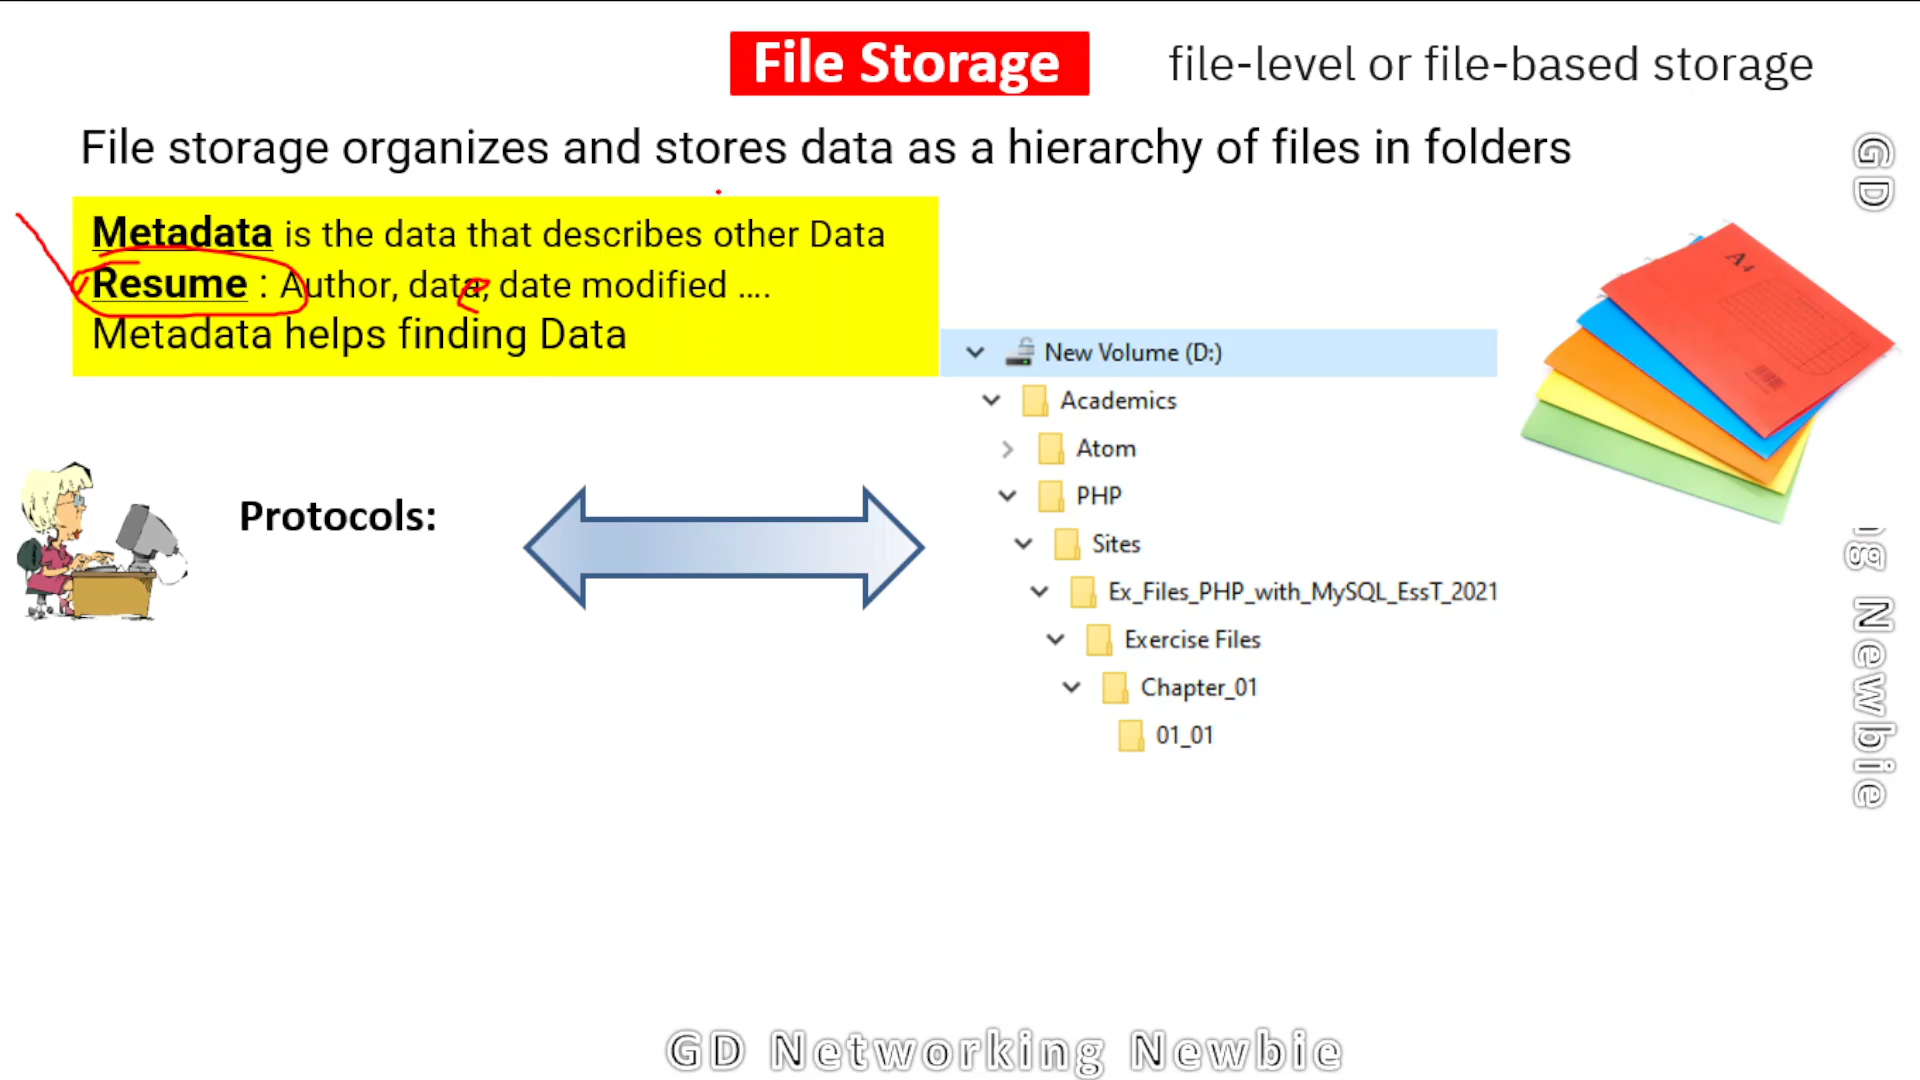 File Storage
file-level or file-based storage
File storage organizes and stores data as a hierarchy of files in folders
Metadata is the data that describes other Data
Resume : Author, data, date modified ....
Metadata helps finding Data
New Volume (D:)
Academics
Atom
PHP
Sites
Ex_Files_PHP_with_MySQL_EssT_2021
Exercise Files
Chapter_01
01_01
Protocols:
A4
GD
Newbie
GD Networking Newbie